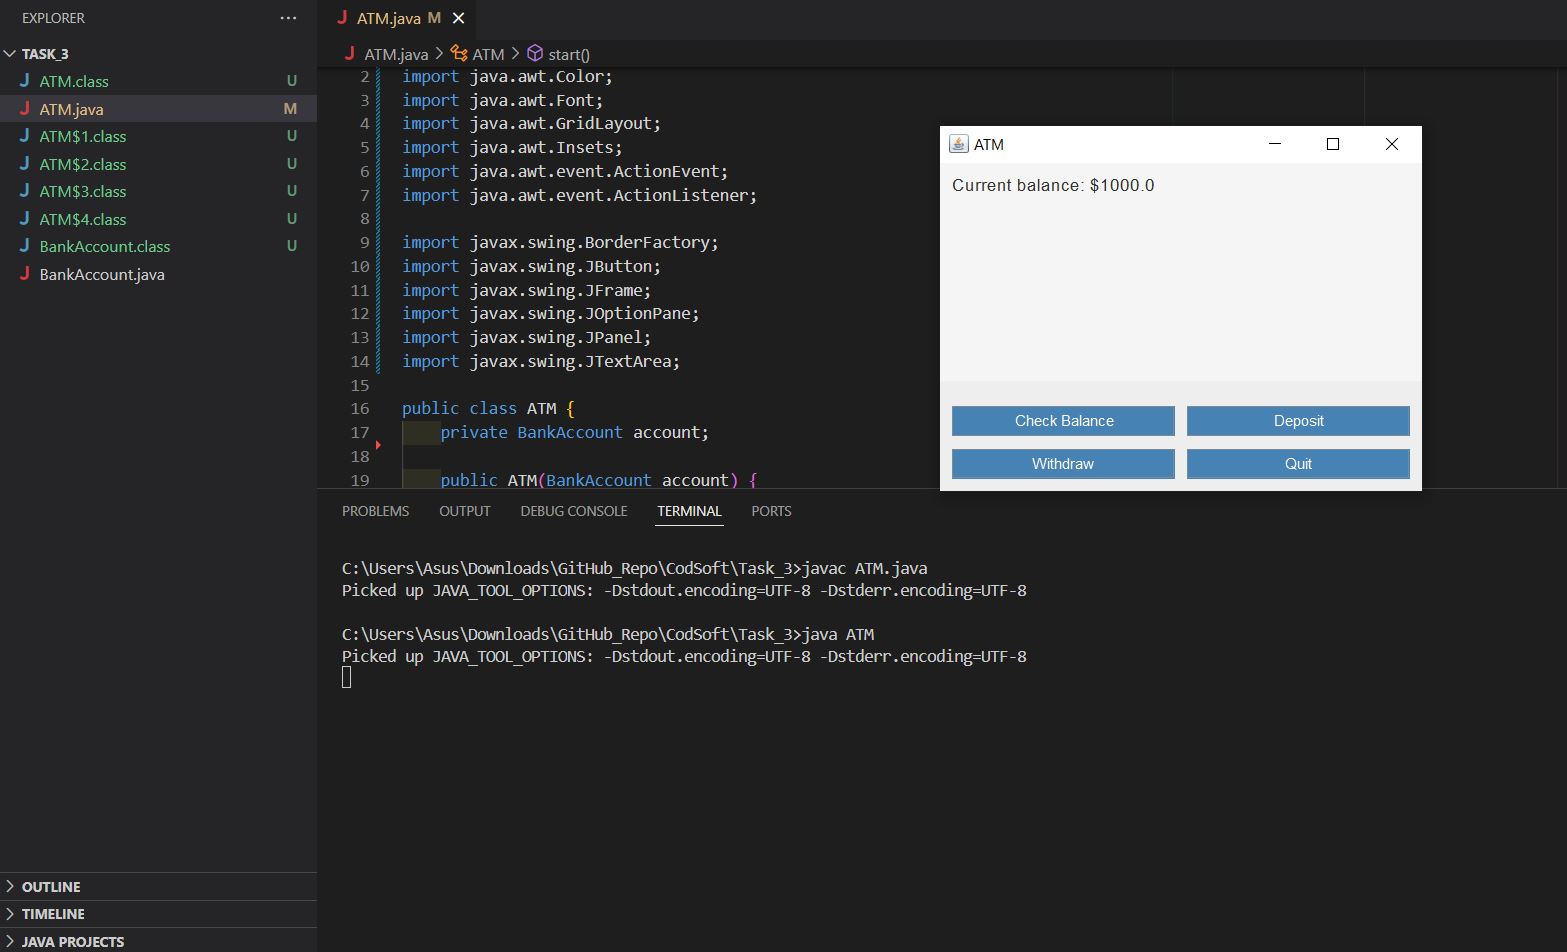 EXPLORER
TASK_3
ATM.class U
ATM.java M
ATM$1.class U
ATM$2.class U
ATM$3.class U
ATM$4.class U
BankAccount.class U
BankAccount.java
OUTLINE
TIMELINE
JAVA PROJECTS
ATM.java M
ATM.java > ATM > start()
2 import java.awt.Color;
3 import java.awt.Font;
4 import java.awt.GridLayout;
5 import java.awt.Insets;
6 import java.awt.event.ActionEvent;
7 import java.awt.event.ActionListener;
8
9 import javax.swing.BorderFactory;
10 import javax.swing.JButton;
11 import javax.swing.JFrame;
12 import javax.swing.JOptionPane;
13 import javax.swing.JPanel;
14 import javax.swing.JTextArea;
15
16 public class ATM {
17 private BankAccount account;
18
19 public ATM(BankAccount account) {
ATM
Current balance: $1000.0
Check Balance Deposit
Withdraw Quit
PROBLEMS OUTPUT DEBUG CONSOLE TERMINAL PORTS
C:\Users\Asus\Downloads\GitHub_Repo\CodSoft\Task_3>javac ATM.java
Picked up JAVA_TOOL_OPTIONS: -Dstdout.encoding=UTF-8 -Dstderr.encoding=UTF-8
C:\Users\Asus\Downloads\GitHub_Repo\CodSoft\Task_3>java ATM
Picked up JAVA_TOOL_OPTIONS: -Dstdout.encoding=UTF-8 -Dstderr.encoding=UTF-8